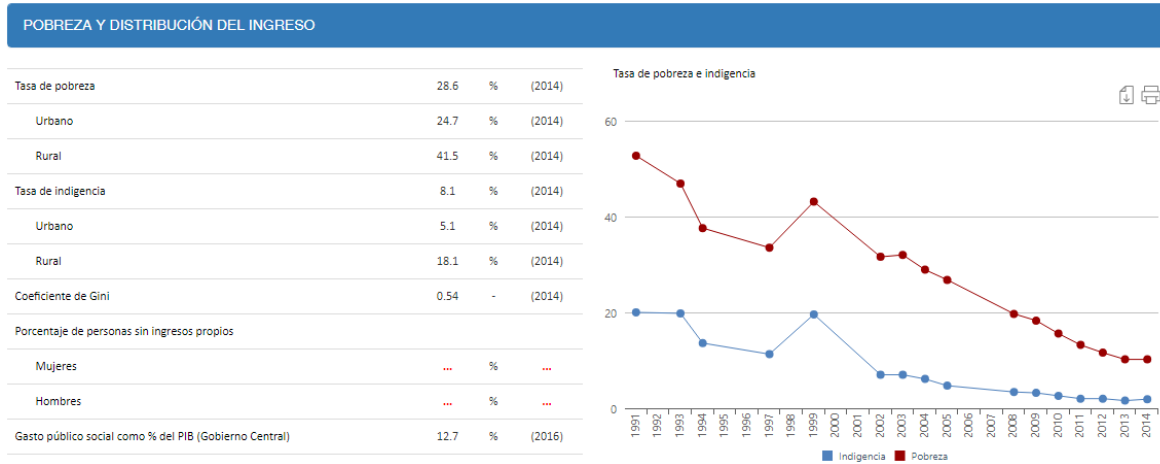 POBREZA Y DISTRIBUCIÓN DEL INGRESO
Tasa de pobreza 28.6 % (2014)
Urbano 24.7 % (2014)
Rural 41.5 % (2014)
Tasa de indigencia 8.1 % (2014)
Urbano 5.1 % (2014)
Rural 18.1 % (2014)
Coeficiente de Gini 0.54 - (2014)
Porcentaje de personas sin ingresos propios
Mujeres ... % ...
Hombres ... % ...
Gasto público social como % del PIB (Gobierno Central) 12.7 % (2016)
Tasa de pobreza e indigencia
60
40
20
0
1991 1992 1993 1994 1995 1996 1997 1998 1999 2000 2001 2002 2003 2004 2005 2006 2007 2008 2009 2010 2011 2012 2013 2014
Indigencia Pobreza